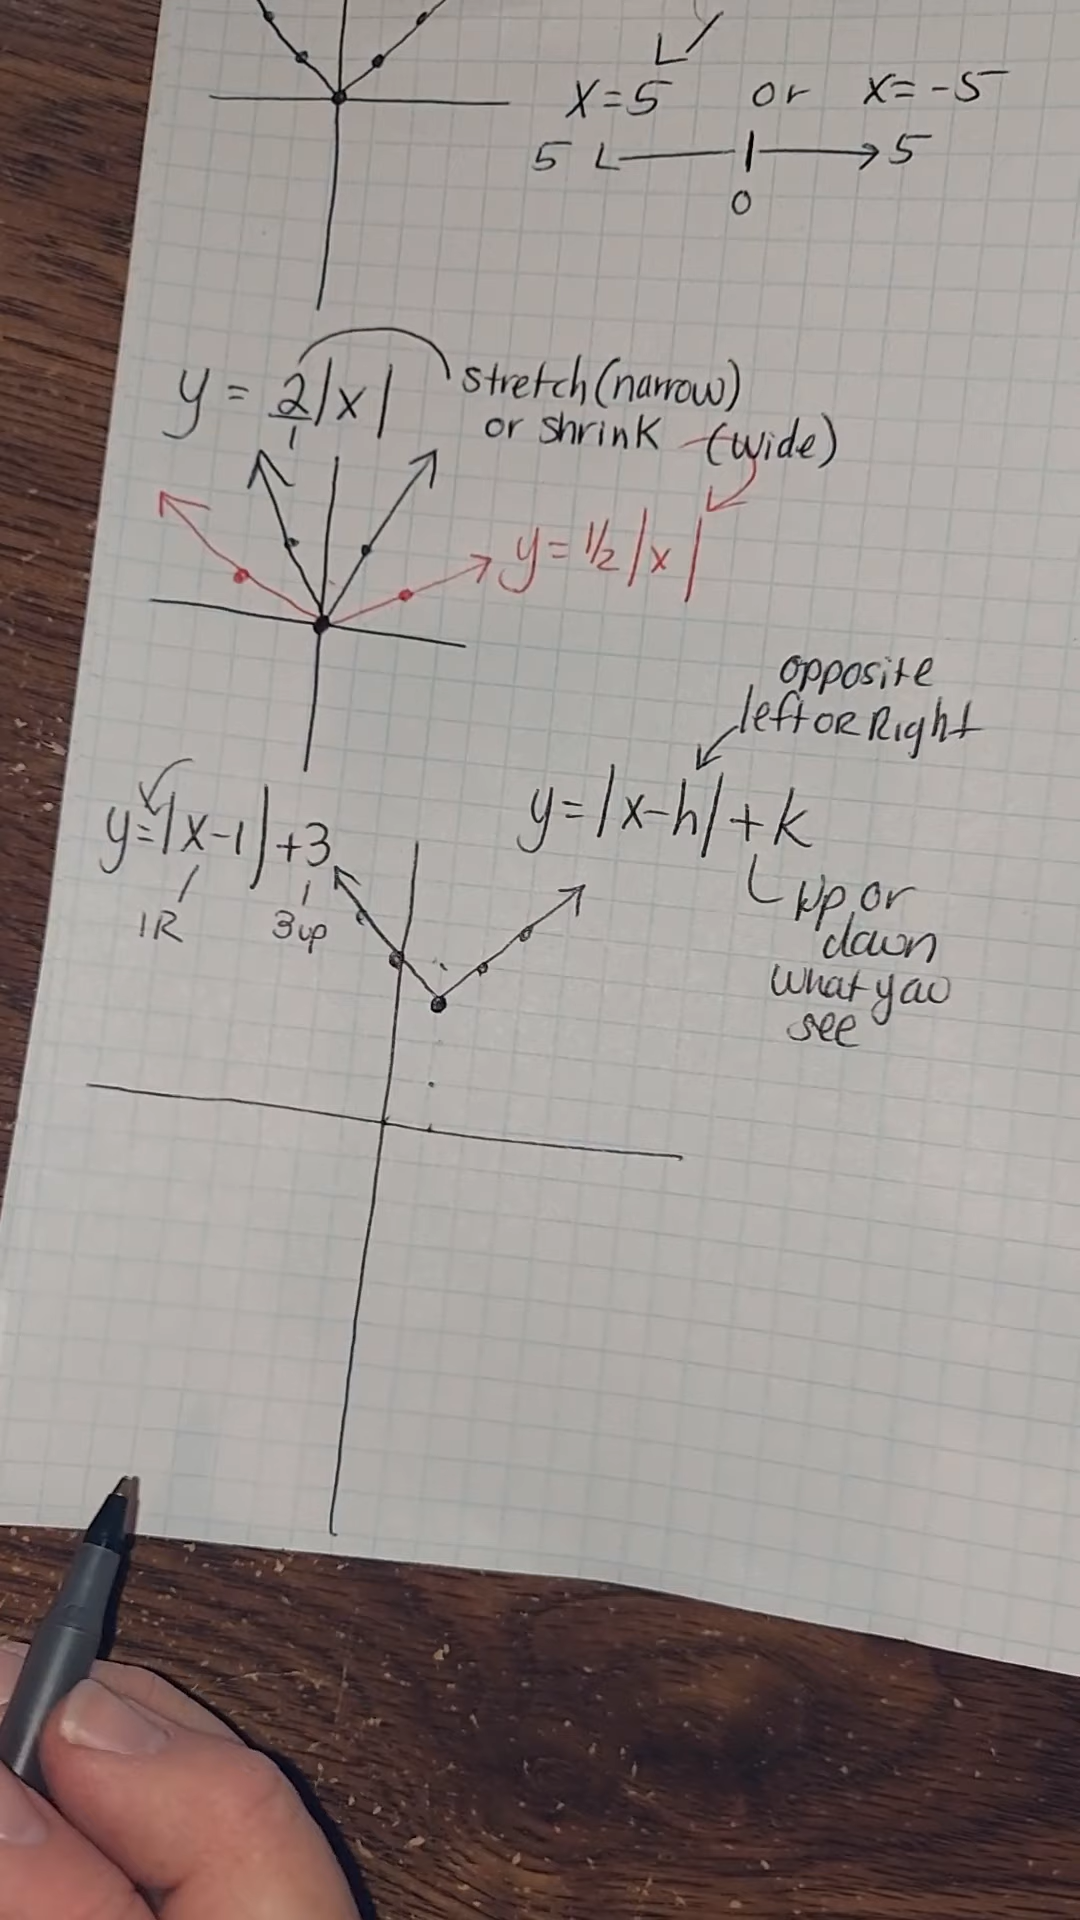 x=5 or x=-5
5 5
0
y = 2|x| stretch(narrow)
1 or shrink (wide)
y=1/2|x|
opposite
left OR Right
y=|x-1|+3 y=|x-h|+k
1R 3up up or
down
what you
see